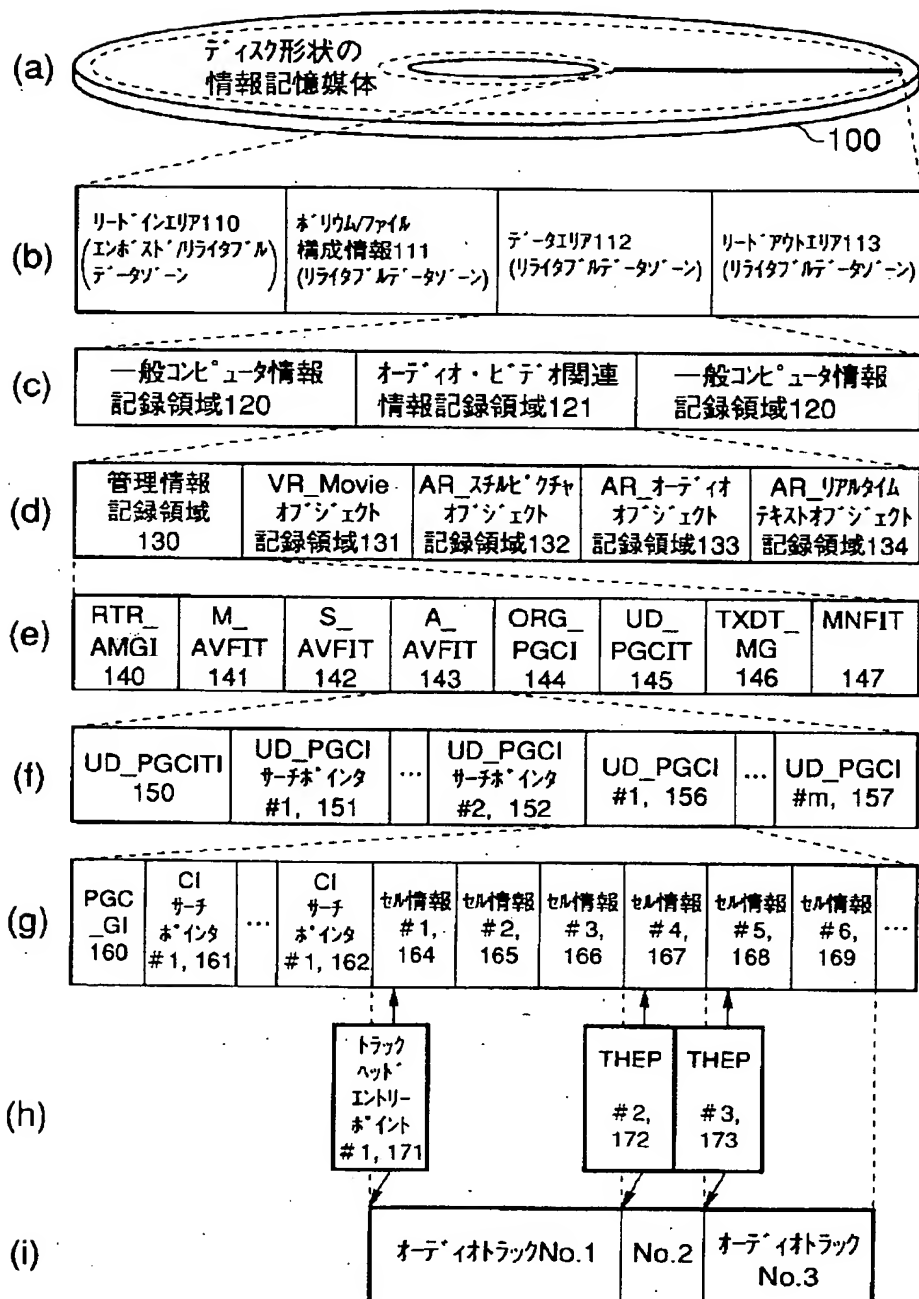 (a)
ディスク形状の
情報記憶媒体
100
(b)
リードインエリア110
(エンボスド/リライタブル
データゾーン)
ボリウム/ファイル
構成情報111
(リライタブルデータゾーン)
データエリア112
(リライタブルデータゾーン)
リードアウトエリア113
(リライタブルデータゾーン)
(c)
一般コンピュータ情報
記録領域120
オーディオ・ビデオ関連
情報記録領域121
一般コンピュータ情報
記録領域120
(d)
管理情報
記録領域
130
VR_Movie
オブジェクト
記録領域131
AR_スチルピクチャ
オブジェクト
記録領域132
AR_オーディオ
オブジェクト
記録領域133
AR_リアルタイム
テキストオブジェクト
記録領域134
(e)
RTR_
AMGI
140
M_
AVFIT
141
S_
AVFIT
142
A_
AVFIT
143
ORG_
PGCI
144
UD_
PGCIT
145
TXDT_
MG
146
MNFIT
147
(f)
UD_PGCITI
150
UD_PGCI
サーチポインタ
#1, 151
…
UD_PGCI
サーチポインタ
#2, 152
UD_PGCI
#1, 156
…
UD_PGCI
#m, 157
(g)
PGC
_GI
160
CI
サーチ
ポインタ
#1, 161
…
CI
サーチ
ポインタ
#1, 162
セル情報
#1,
164
セル情報
#2,
165
セル情報
#3,
166
セル情報
#4,
167
セル情報
#5,
168
セル情報
#6,
169
…
(h)
トラック
ヘッド
エントリー
ポイント
#1, 171
THEP
#2,
172
THEP
#3,
173
(i)
オーディオトラックNo.1
No.2
オーディオトラック
No.3